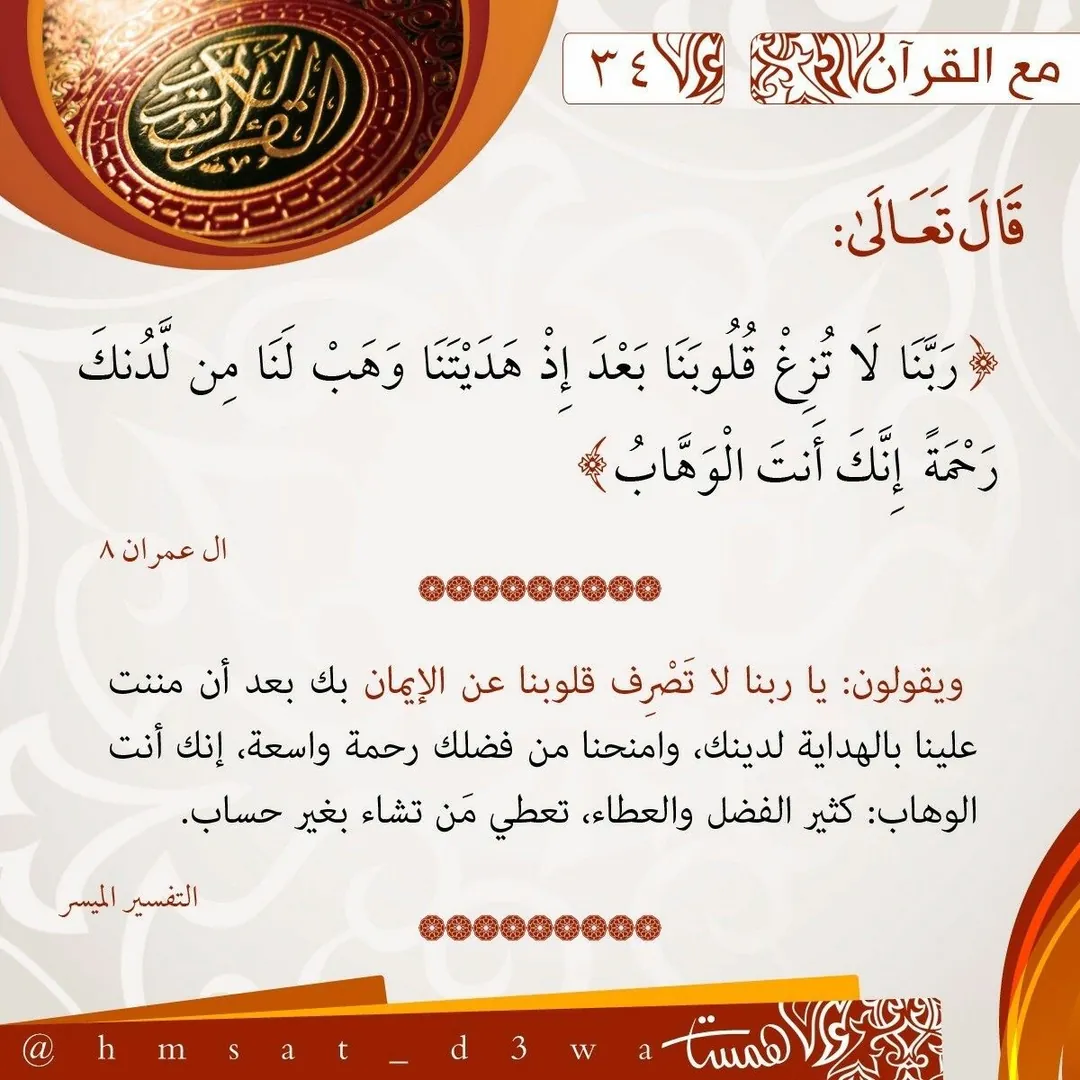 القرآن الكريم
مع القرآن
٣٤
قَالَ تَعَالَىٰ:
﴿رَبَّنَا لَا تُزِغْ قُلُوبَنَا بَعْدَ إِذْ هَدَيْتَنَا وَهَبْ لَنَا مِن لَّدُنكَ
رَحْمَةً إِنَّكَ أَنتَ الْوَهَّابُ﴾
ال عمران ٨
ويقولون: يا ربنا لا تَصْرِف قلوبنا عن الإيمان بك بعد أن مننت
علينا بالهداية لدينك، وامنحنا من فضلك رحمة واسعة، إنك أنت
الوهاب: كثير الفضل والعطاء، تعطي مَن تشاء بغير حساب.
التفسير الميسر
@hmsat_d3wa
همسات